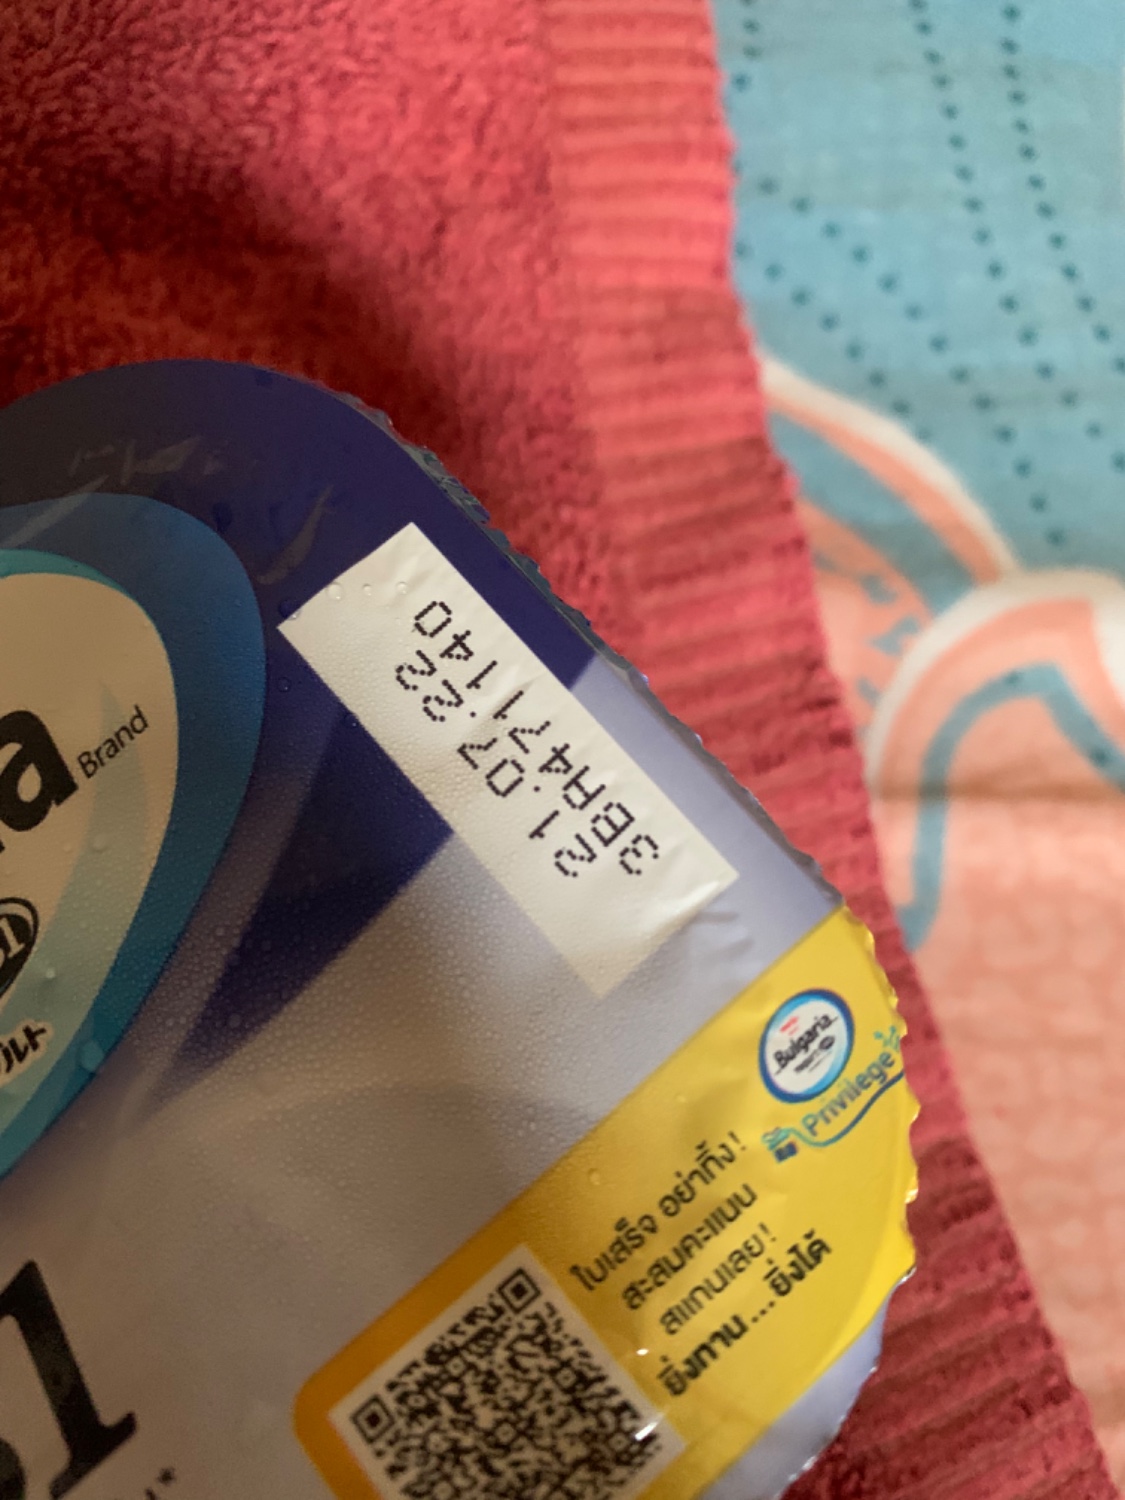 a Brand
21.07.22
3BA471140
Bulgaria
Privilege
ใบเสร็จ อย่าทิ้ง!
สะสมคะแนน
สแกนเลย!
ยิ่งทาน...ยิ่งได้